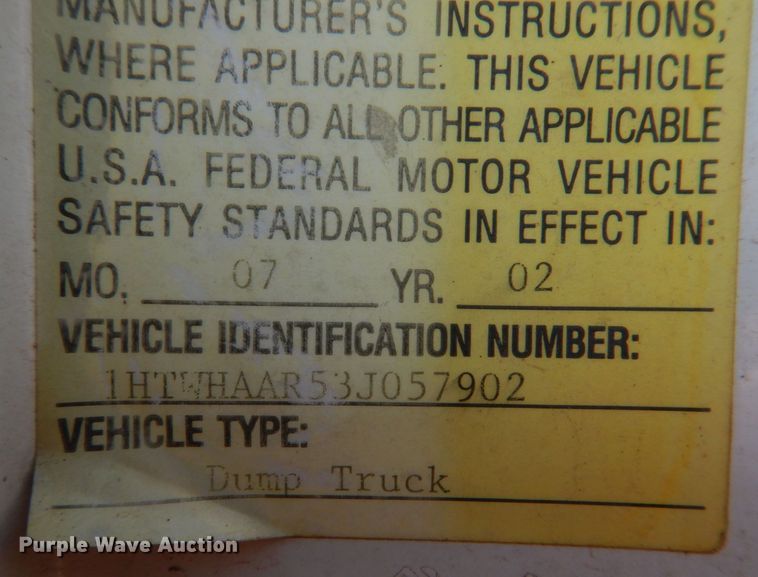 MANUFACTURER'S INSTRUCTIONS,
WHERE APPLICABLE. THIS VEHICLE
CONFORMS TO ALL OTHER APPLICABLE
U.S.A. FEDERAL MOTOR VEHICLE
SAFETY STANDARDS IN EFFECT IN:
MO. 07 YR. 02
VEHICLE IDENTIFICATION NUMBER:
1HTWHAAR53J057902
VEHICLE TYPE:
Dump Truck
Purple Wave Auction